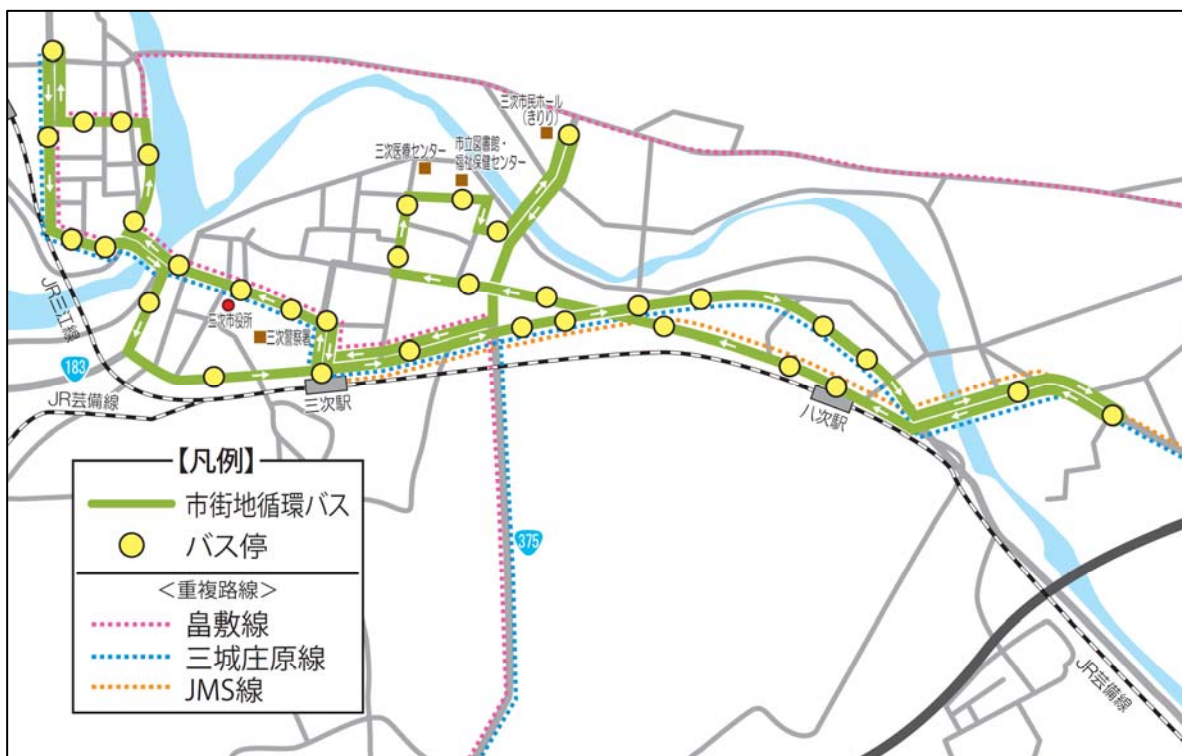 三次市民ホール
(きりり)
三次医療センター
市立図書館・
福祉保健センター
JR三江線
三次市役所
三次警察署
183
JR芸備線
三次駅
八次駅
【凡例】
市街地循環バス
バス停
<重複路線>
畠敷線
三城庄原線
JMS線
375
JR芸備線